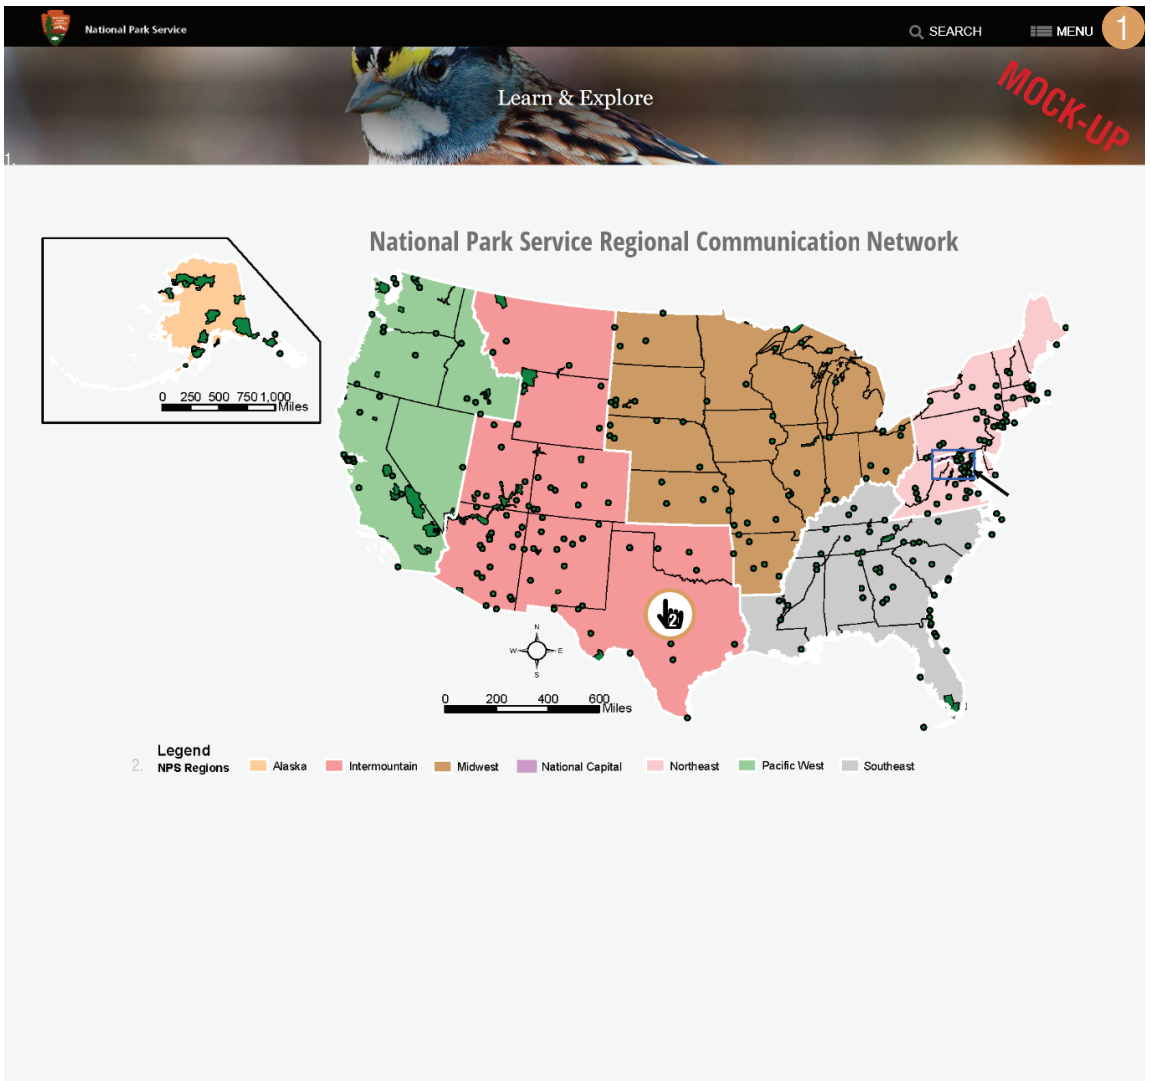 National Park Service
SEARCH
MENU
1
Learn & Explore
MOCK-UP
1.
National Park Service Regional Communication Network
0 250 500 750 1,000
Miles
2
N
W E
S
0 200 400 600
Miles
Legend
2.
NPS Regions
Alaska
Intermountain
Midwest
National Capital
Northeast
Pacific West
Southeast